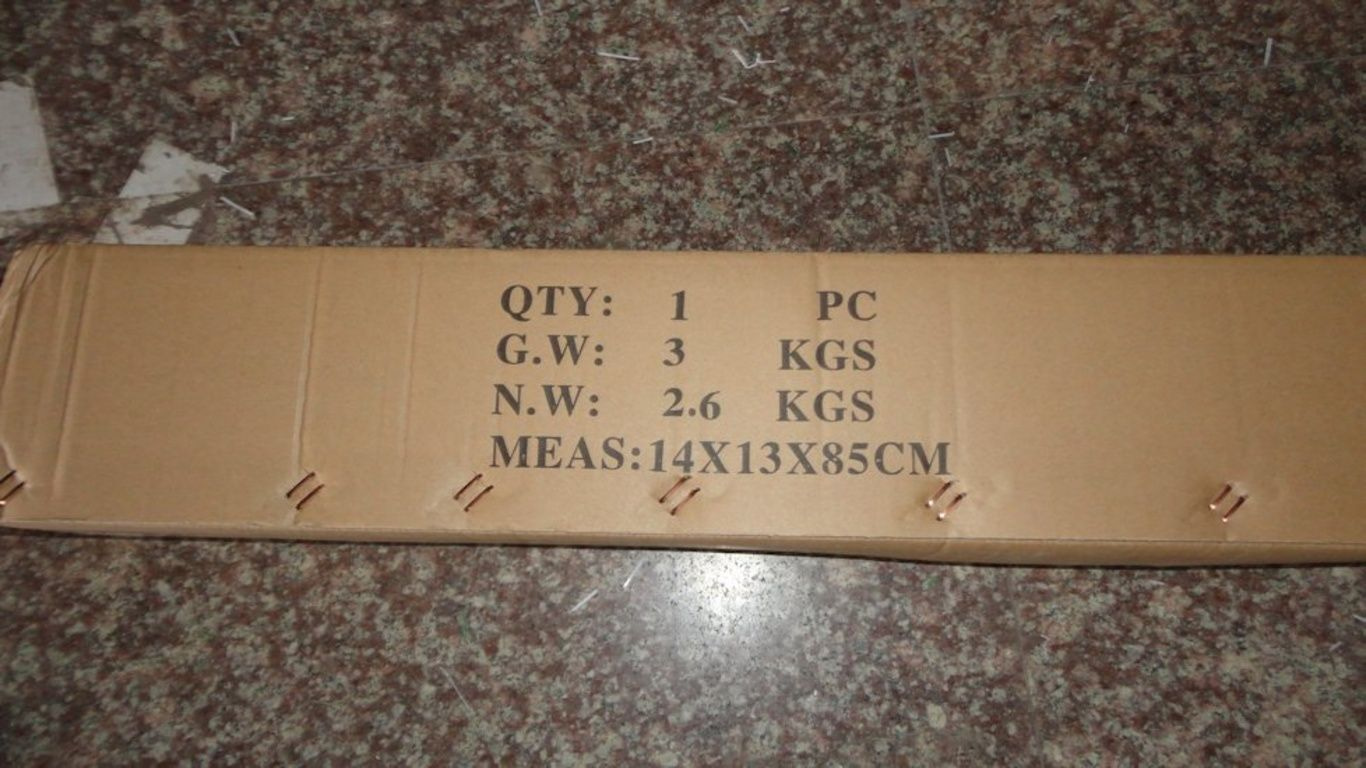 QTY: 1 PC
G.W: 3 KGS
N.W: 2.6 KGS
MEAS:14X13X85CM